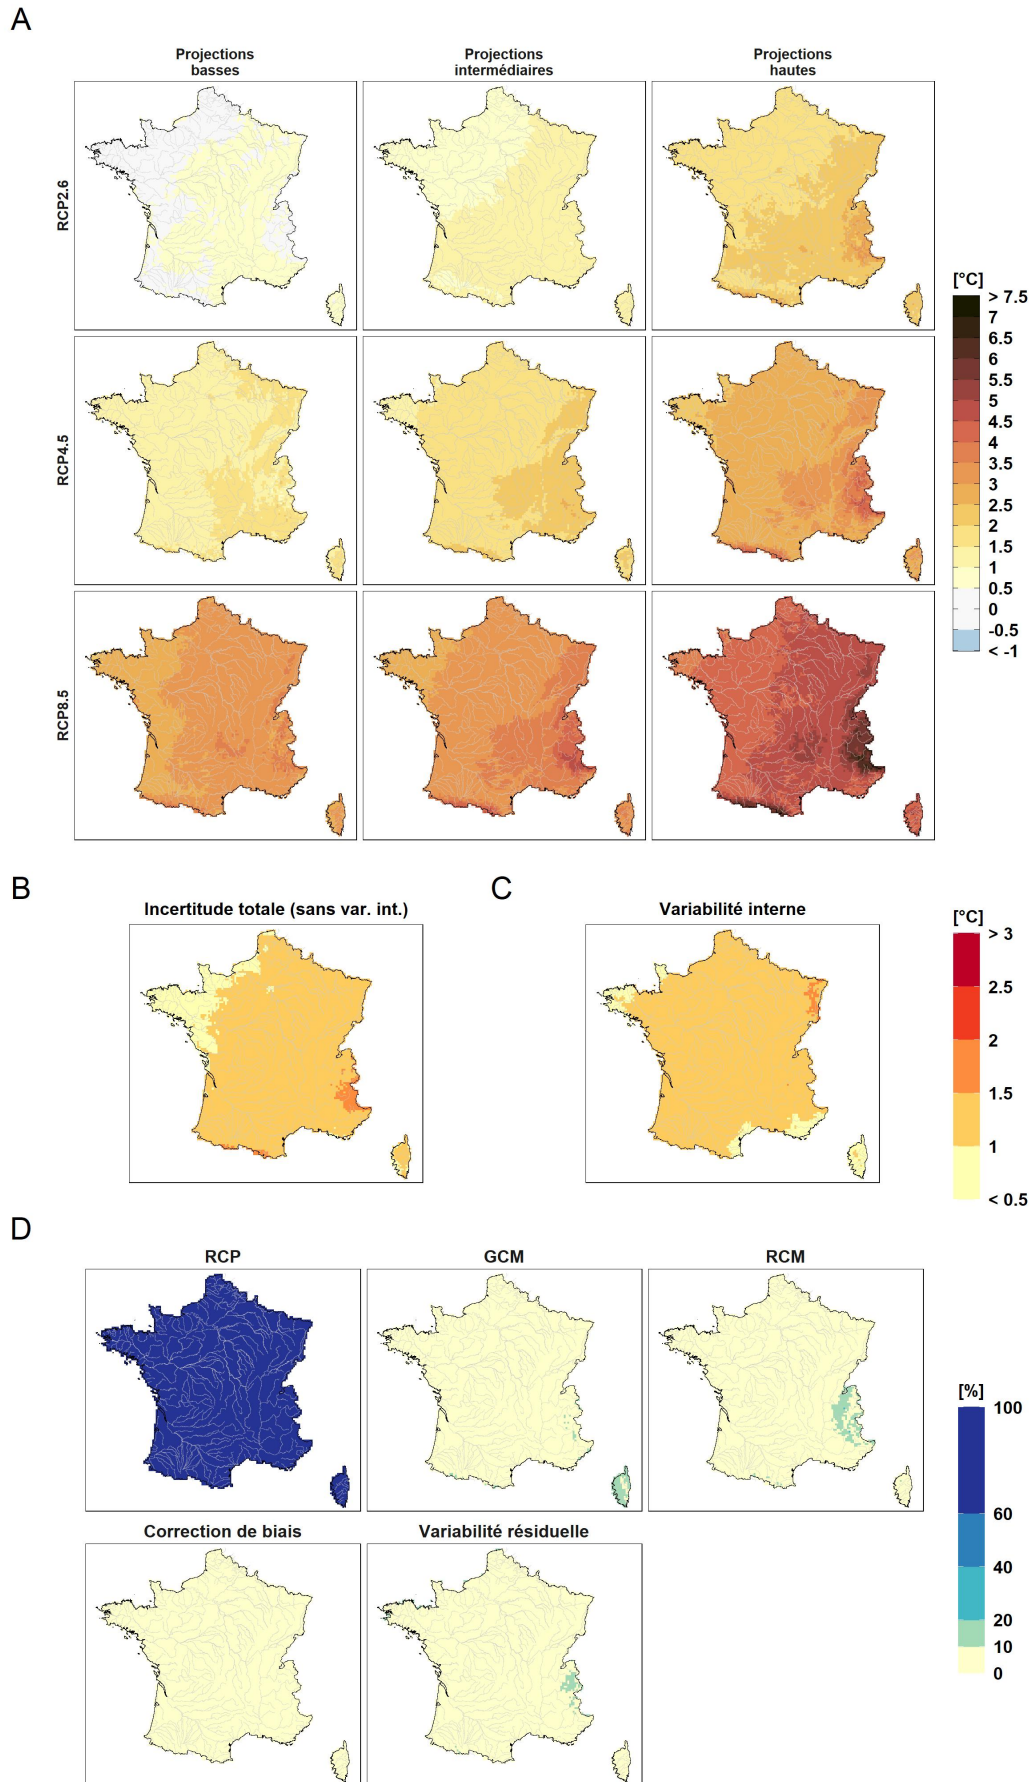 A
Projections
basses
Projections
intermédiaires
Projections
hautes
RCP2.6
RCP4.5
RCP8.5
[°C]
> 7.5
7
6.5
6
5.5
5
4.5
4
3.5
3
2.5
2
1.5
1
0.5
0
-0.5
< -1
B
Incertitude totale (sans var. int.)
C
Variabilité interne
[°C]
> 3
2.5
2
1.5
1
< 0.5
D
RCP
GCM
RCM
Correction de biais
Variabilité résiduelle
[%]
100
60
40
20
10
0